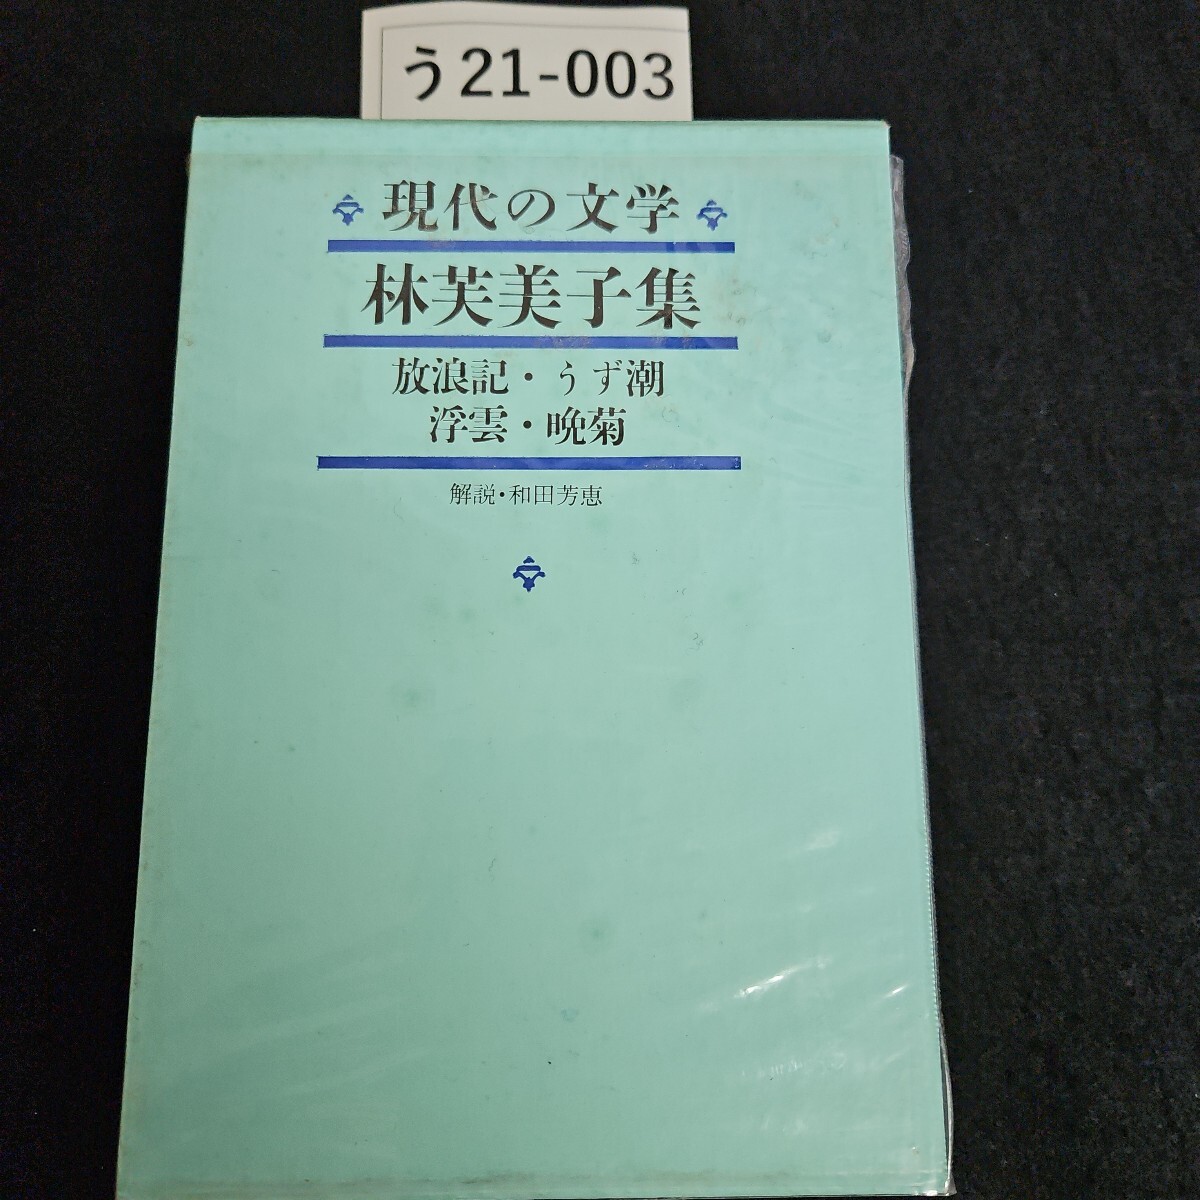 う21-003
現代の文学
林芙美子集
放浪記・うず潮
浮雲・晩菊
解説・和田芳恵